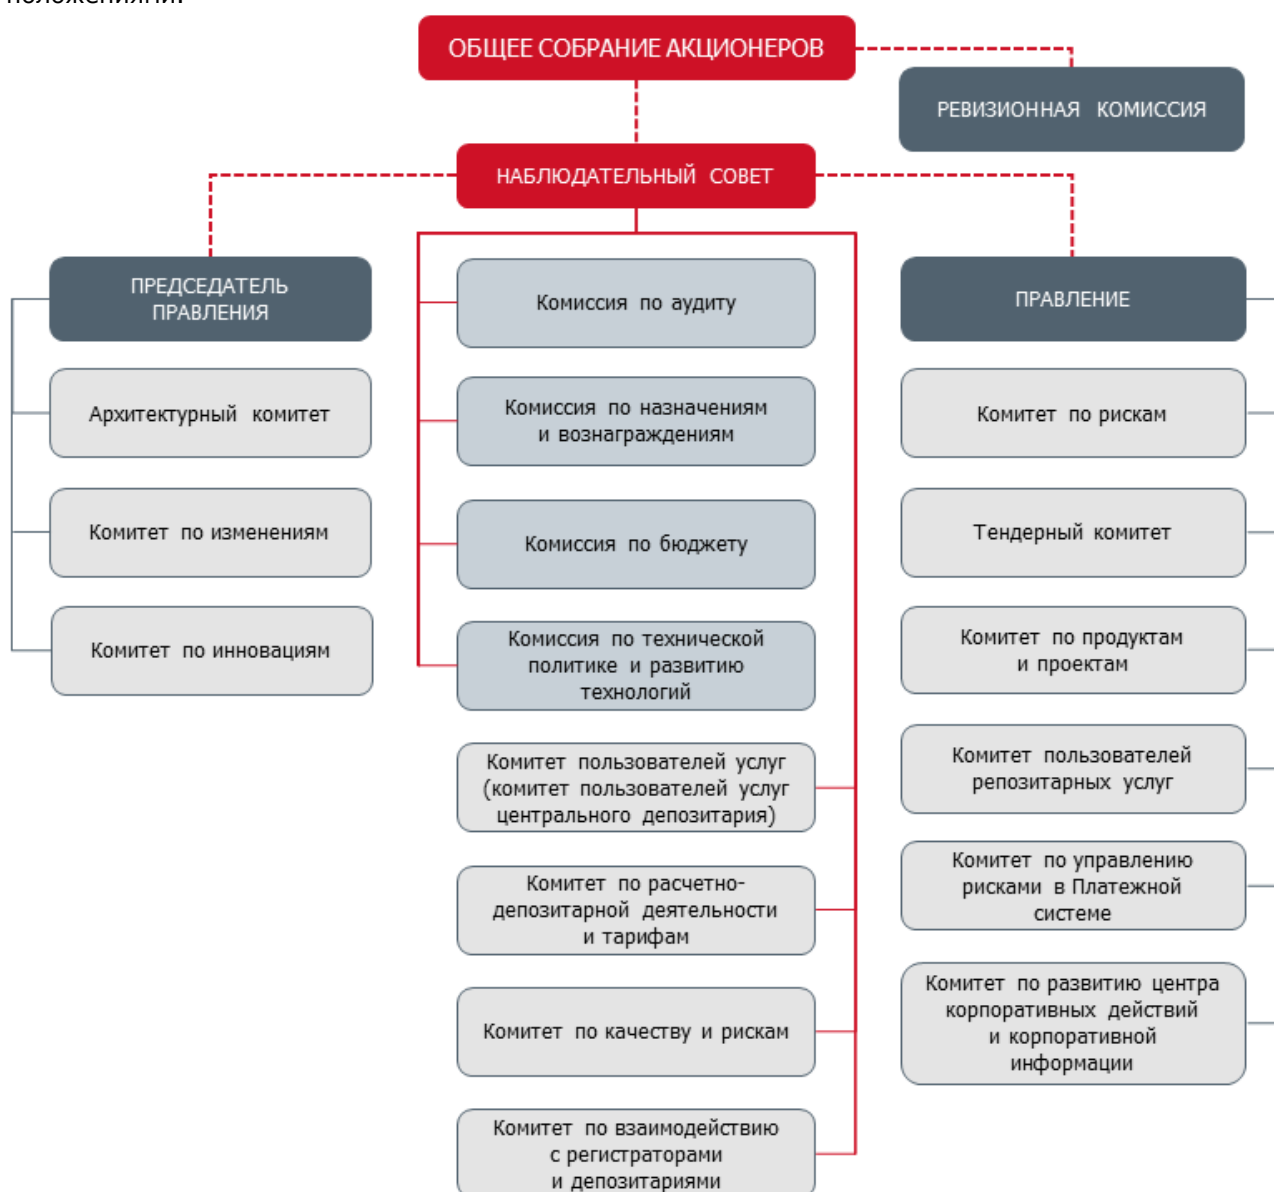 положениями.
ОБЩЕЕ СОБРАНИЕ АКЦИОНЕРОВ
РЕВИЗИОННАЯ КОМИССИЯ
НАБЛЮДАТЕЛЬНЫЙ СОВЕТ
ПРЕДСЕДАТЕЛЬ
ПРАВЛЕНИЯ
Архитектурный комитет
Комитет по изменениям
Комитет по инновациям
Комиссия по аудиту
Комиссия по назначениям
и вознаграждениям
Комиссия по бюджету
Комиссия по технической
политике и развитию
технологий
Комитет пользователей услуг
(комитет пользователей услуг
центрального депозитария)
Комитет по расчетно-
депозитарной деятельности
и тарифам
Комитет по качеству и рискам
Комитет по взаимодействию
с регистраторами
и депозитариями
ПРАВЛЕНИЕ
Комитет по рискам
Тендерный комитет
Комитет по продуктам
и проектам
Комитет пользователей
репозитарных услуг
Комитет по управлению
рисками в Платежной
системе
Комитет по развитию центра
корпоративных действий
и корпоративной
информации